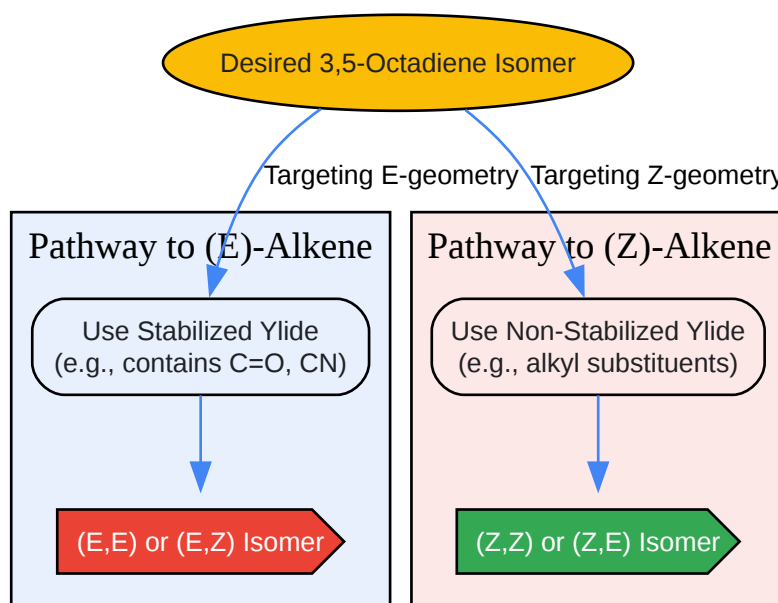 Desired 3,5-Octadiene Isomer
Targeting E-geometry
Targeting Z-geometry
Pathway to (E)-Alkene
Use Stabilized Ylide
(e.g., contains C=O, CN)
(E,E) or (E,Z) Isomer
Pathway to (Z)-Alkene
Use Non-Stabilized Ylide
(e.g., alkyl substituents)
(Z,Z) or (Z,E) Isomer